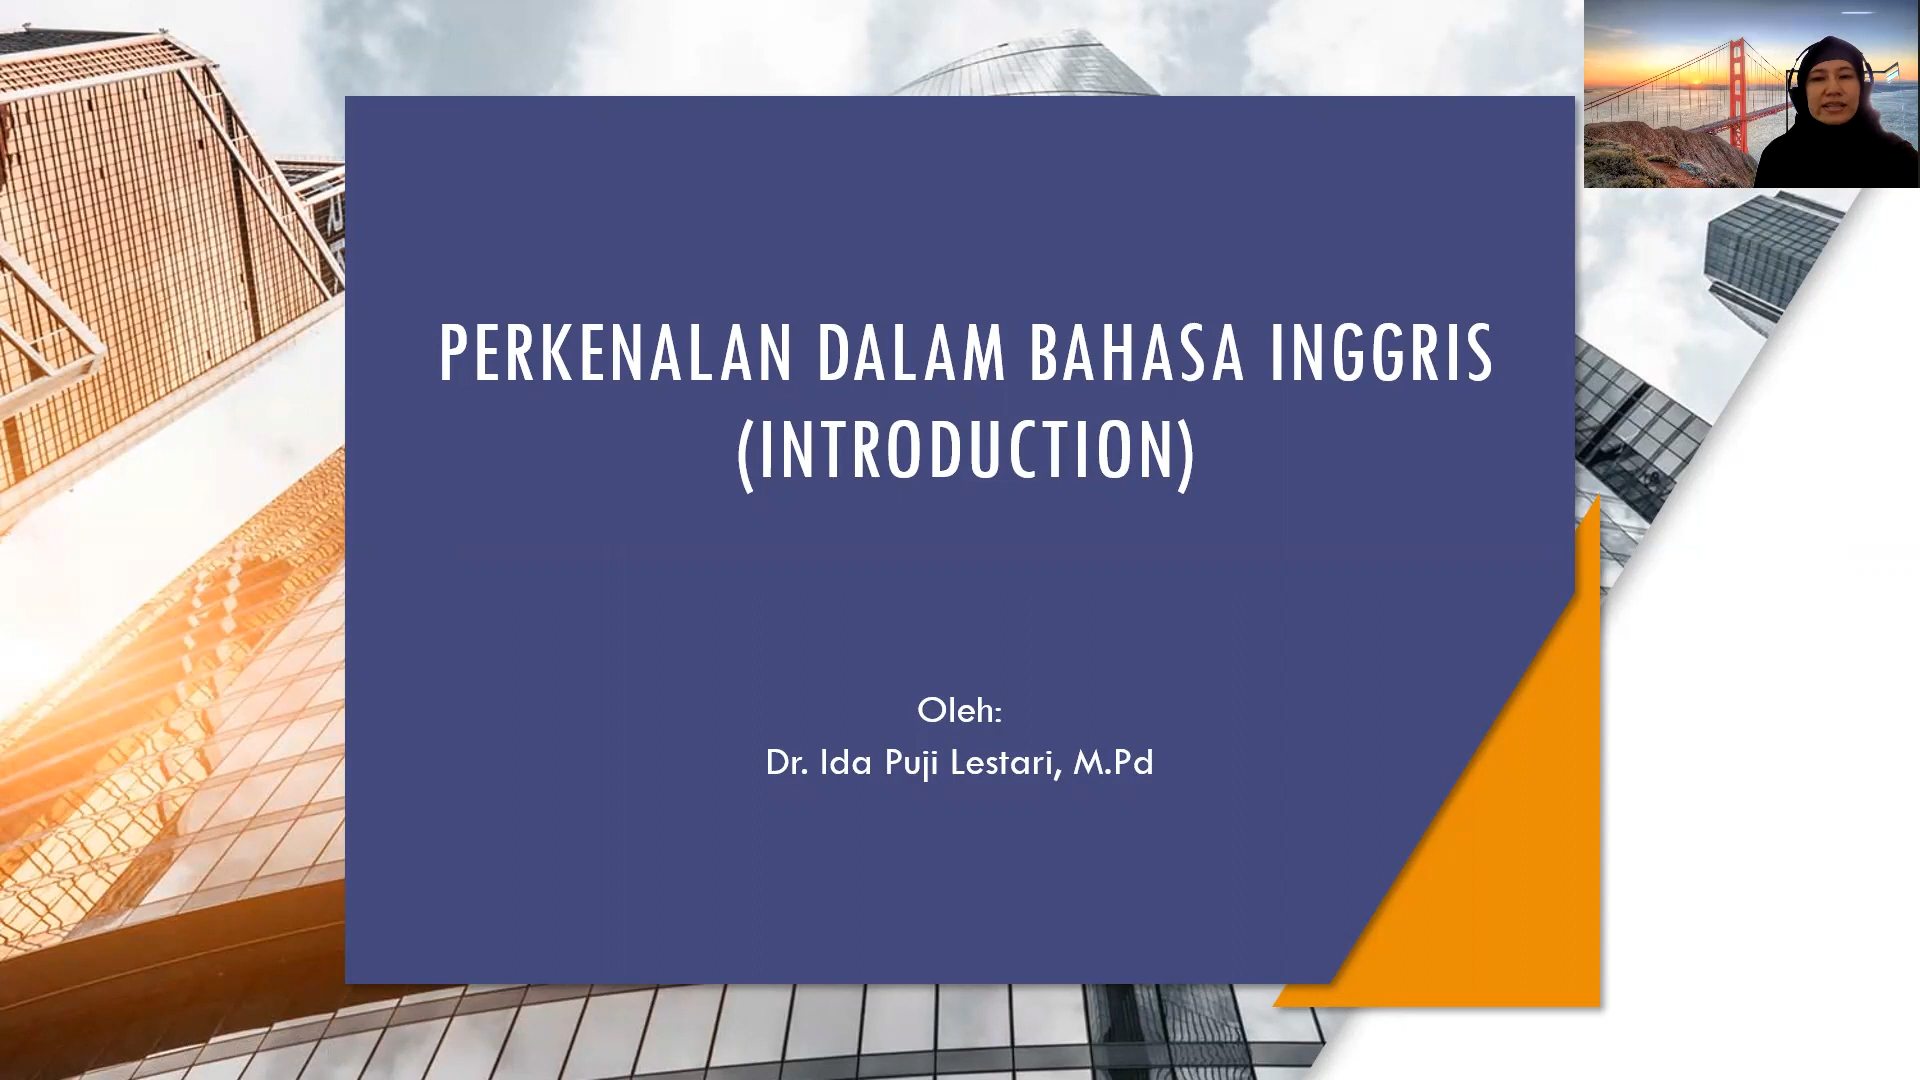 PERKENALAN DALAM BAHASA INGGRIS
(INTRODUCTION)
Oleh:
Dr. Ida Puji Lestari, M.Pd